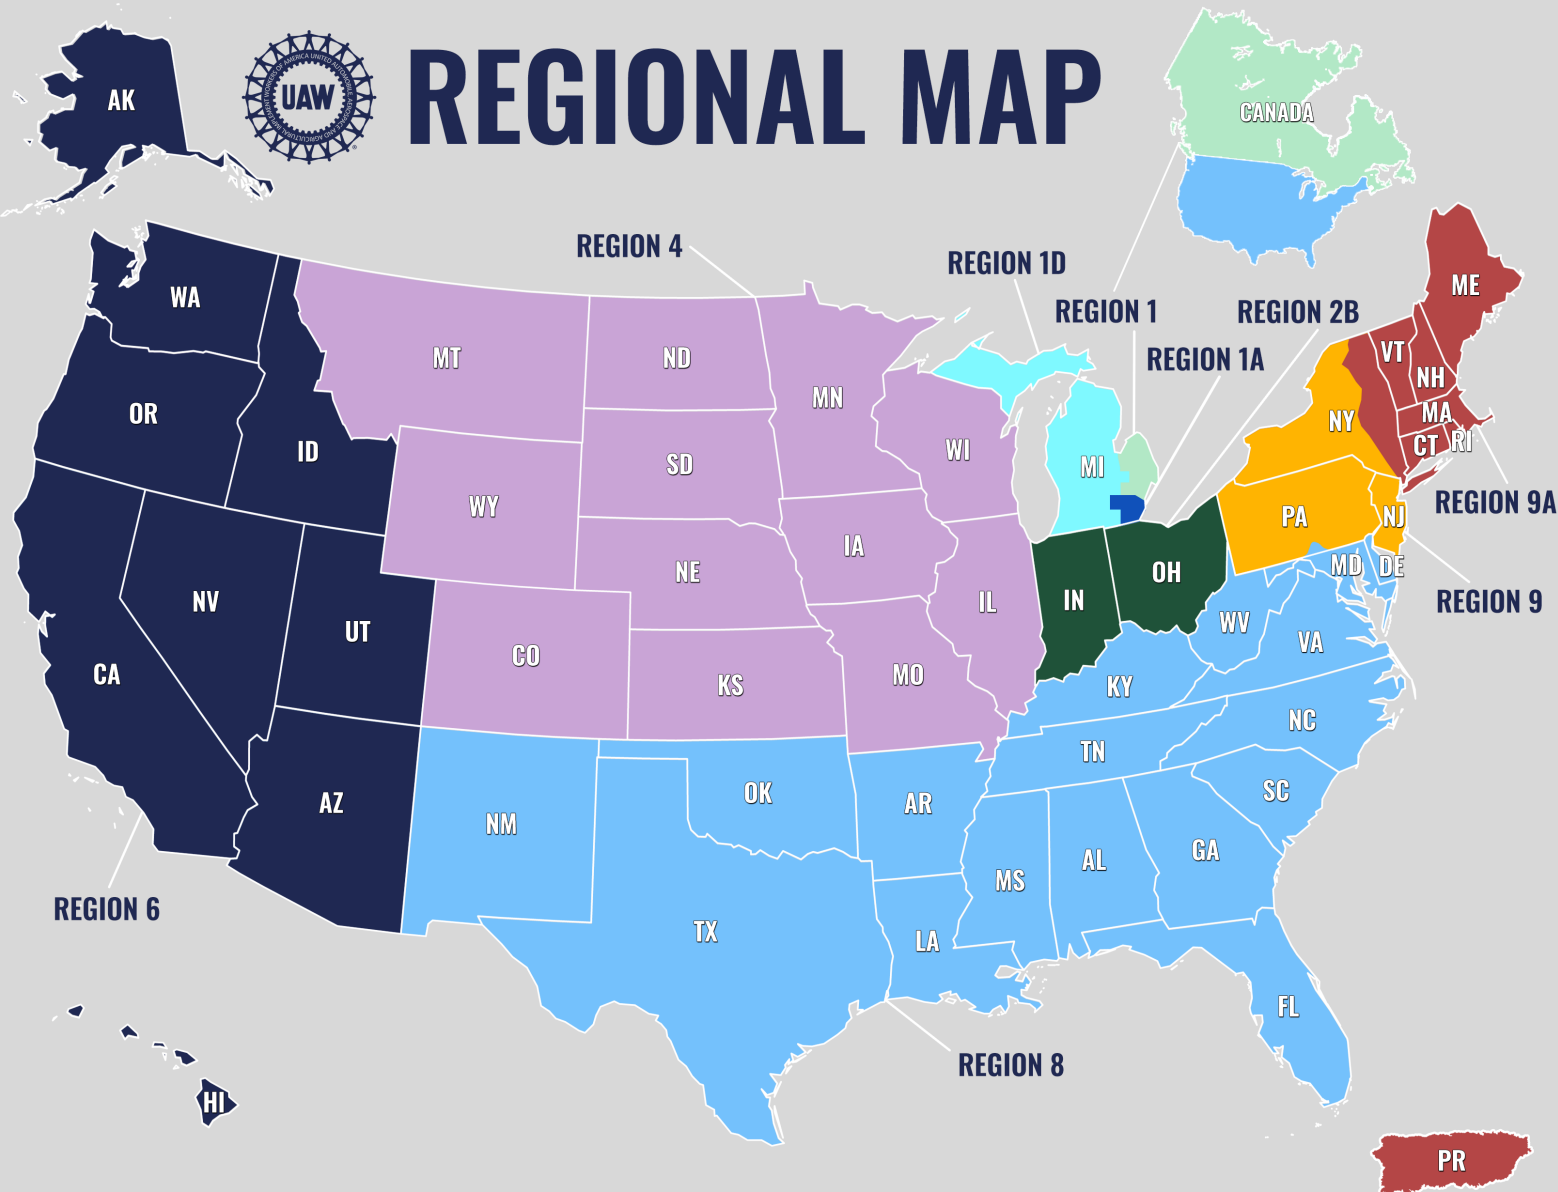 REGIONAL MAP
UAW
AK
CANADA
REGION 4
REGION 1D
REGION 1
REGION 2B
REGION 1A
ME
WA
MT
ND
MN
VT
NH
OR
ID
SD
WI
MI
NY
MA
CT
RI
WY
REGION 9A
PA
NJ
NV
NE
IA
IL
IN
OH
MD
DE
REGION 9
UT
CO
KS
MO
WV
VA
KY
CA
NC
TN
AZ
NM
OK
AR
SC
MS
AL
GA
REGION 6
TX
LA
FL
REGION 8
HI
PR